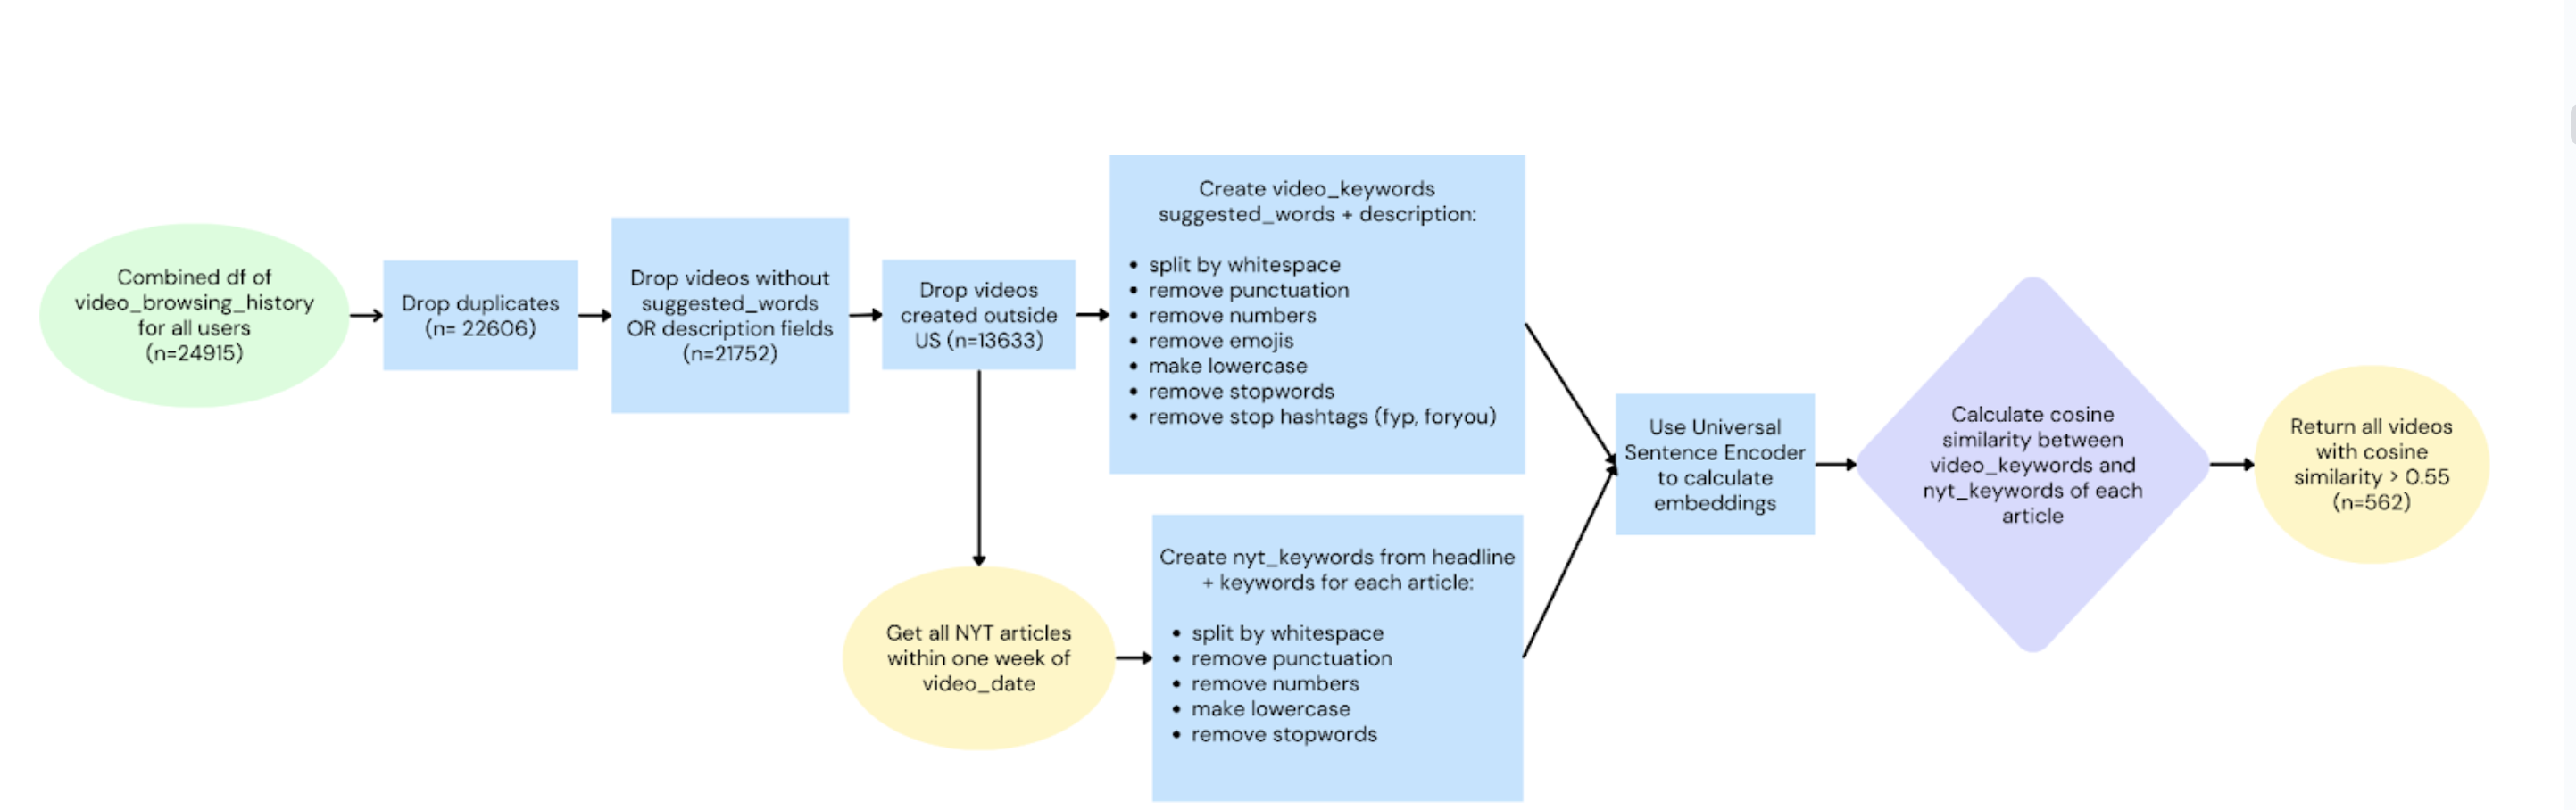 Combined df of
video_browsing_history
for all users
(n=24915)
Drop duplicates
(n= 22606)
Drop videos without
suggested_words
OR description fields
(n=21752)
Drop videos
created outside
US (n=13633)
Create video_keywords
suggested_words + description:
• split by whitespace
• remove punctuation
• remove numbers
• remove emojis
• make lowercase
• remove stopwords
• remove stop hashtags (fyp, foryou)
Get all NYT articles
within one week of
video_date
Create nyt_keywords from headline
+ keywords for each article:
• split by whitespace
• remove punctuation
• remove numbers
• make lowercase
• remove stopwords
Use Universal
Sentence Encoder
to calculate
embeddings
Calculate cosine
similarity between
video_keywords and
nyt_keywords of each
article
Return all videos
with cosine
similarity > 0.55
(n=562)